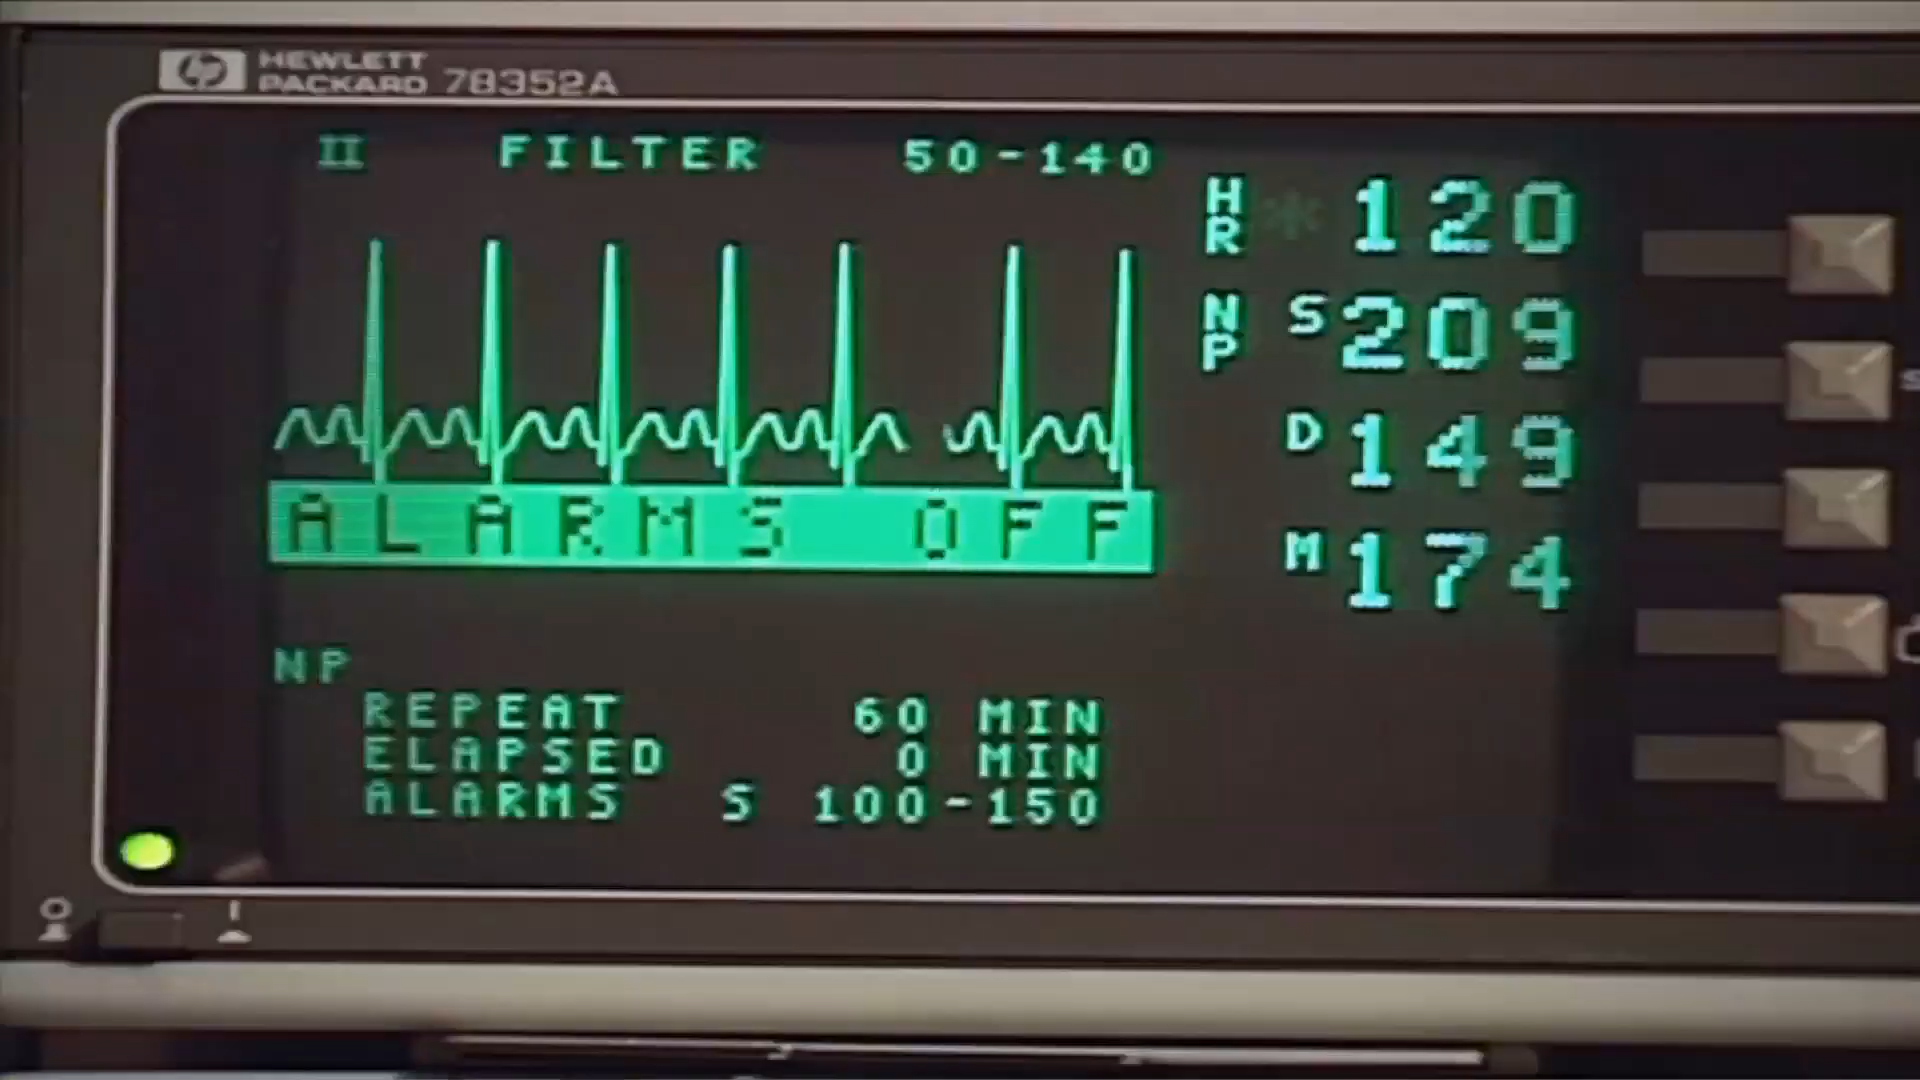 hp HEWLETT
PACKARD 78352A
II FILTER 50-140
HR * 120
NP S 209
D 149
M 174
ALARMS OFF
NP
REPEAT 60 MIN
ELAPSED 0 MIN
ALARMS S 100-150